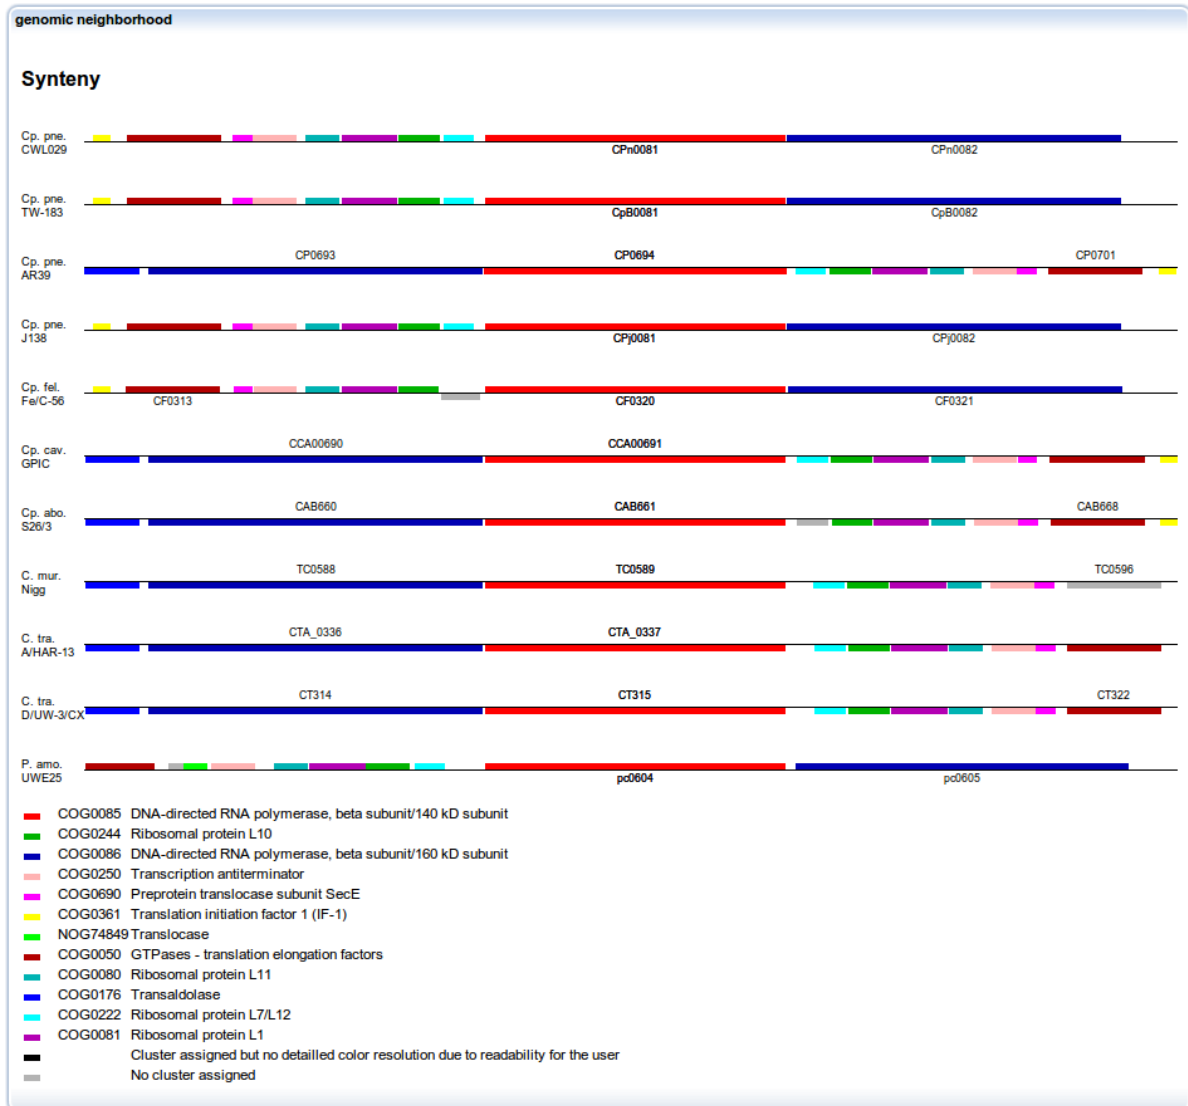 genomic neighborhood
Synteny
Cp. pne.
CWL029
CPn0081
CPn0082
Cp. pne.
TW-183
CpB0081
CpB0082
CP0693
CP0694
CP0701
Cp. pne.
AR39
Cp. pne.
J138
CPj0081
CPj0082
Cp. fel.
Fe/C-56
CF0313
CF0320
CF0321
CCA00690
CCA00691
Cp. cav.
GPIC
CAB660
CAB661
CAB668
Cp. abo.
S26/3
TC0588
TC0589
TC0596
C. mur.
Nigg
CTA_0336
CTA_0337
C. tra.
A/HAR-13
CT314
CT315
CT322
C. tra.
D/UW-3/CX
P. amo.
UWE25
pc0604
pc0605
COG0085 DNA-directed RNA polymerase, beta subunit/140 kD subunit
COG0244 Ribosomal protein L10
COG0086 DNA-directed RNA polymerase, beta subunit/160 kD subunit
COG0250 Transcription antiterminator
COG0690 Preprotein translocase subunit SecE
COG0361 Translation initiation factor 1 (IF-1)
NOG74849 Translocase
COG0050 GTPases - translation elongation factors
COG0080 Ribosomal protein L11
COG0176 Transaldolase
COG0222 Ribosomal protein L7/L12
COG0081 Ribosomal protein L1
Cluster assigned but no detailled color resolution due to readability for the user
No cluster assigned